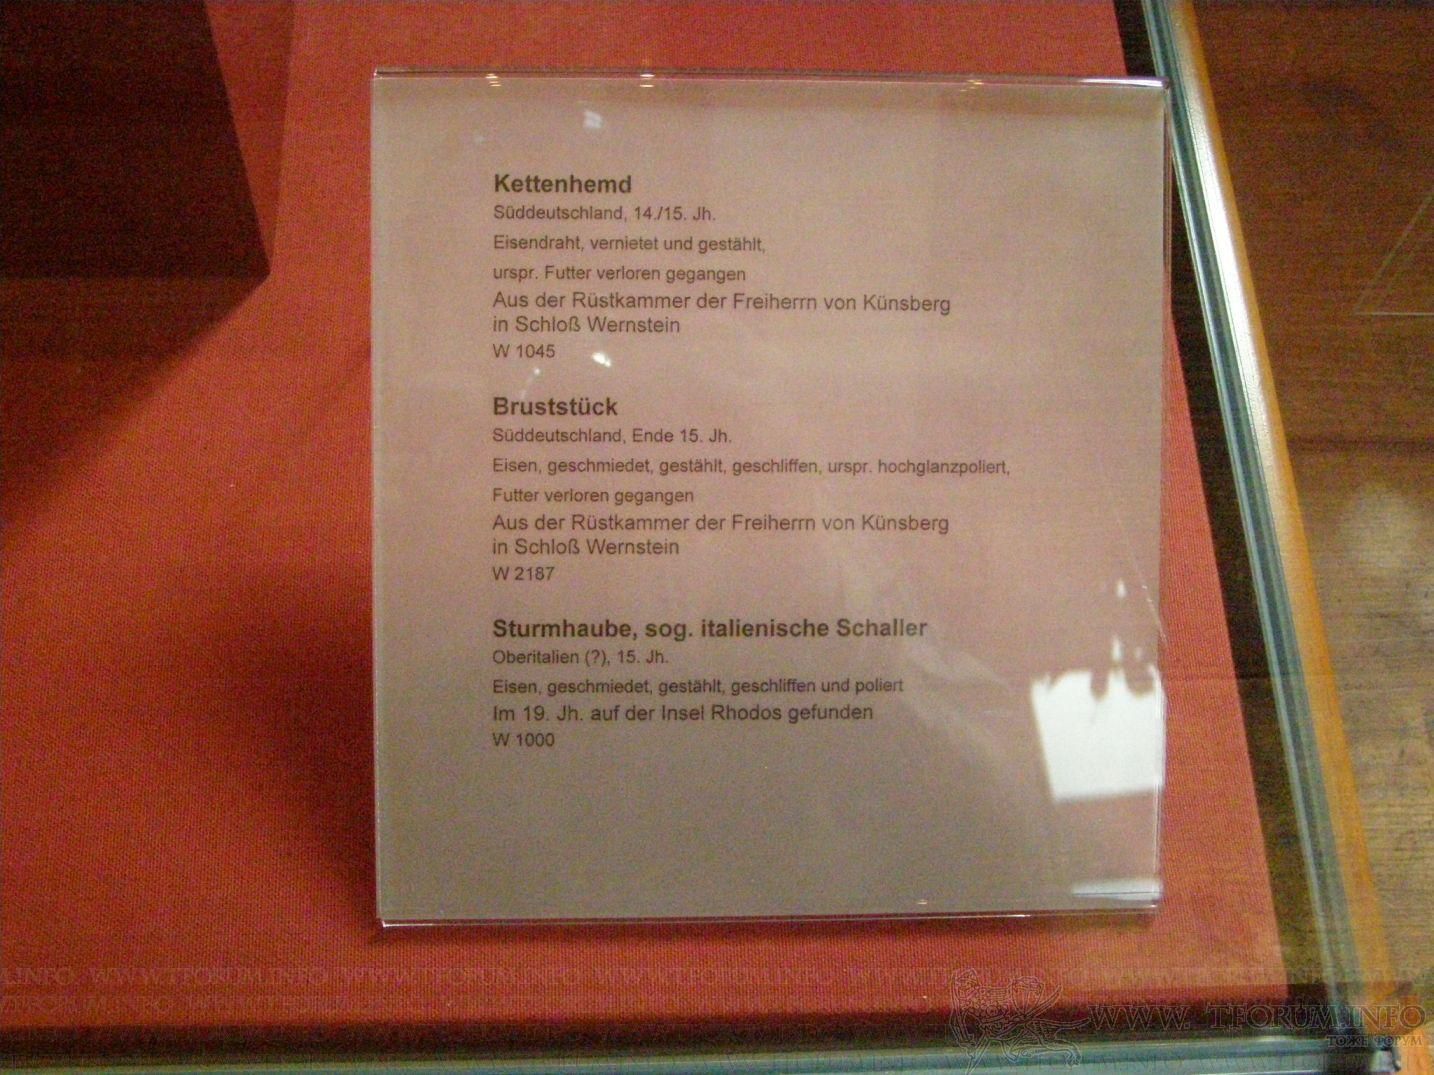 Kettenhemd
Süddeutschland, 14./15. Jh.
Eisendraht, vernietet und gestählt,
urspr. Futter verloren gegangen
Aus der Rüstkammer der Freiherrn von Künsberg
in Schloß Wernstein
W 1045
Bruststück
Süddeutschland, Ende 15. Jh.
Eisen, geschmiedet, gestählt, geschliffen, urspr. hochglanzpoliert,
Futter verloren gegangen
Aus der Rüstkammer der Freiherrn von Künsberg
in Schloß Wernstein
W 2187
Sturmhaube, sog. italienische Schaller
Oberitalien (?), 15. Jh.
Eisen, geschmiedet, gestählt, geschliffen und poliert
Im 19. Jh. auf der Insel Rhodos gefunden
W 1000
WWW. TFORUM.INFO
ТОЖЕ ФОРУМ